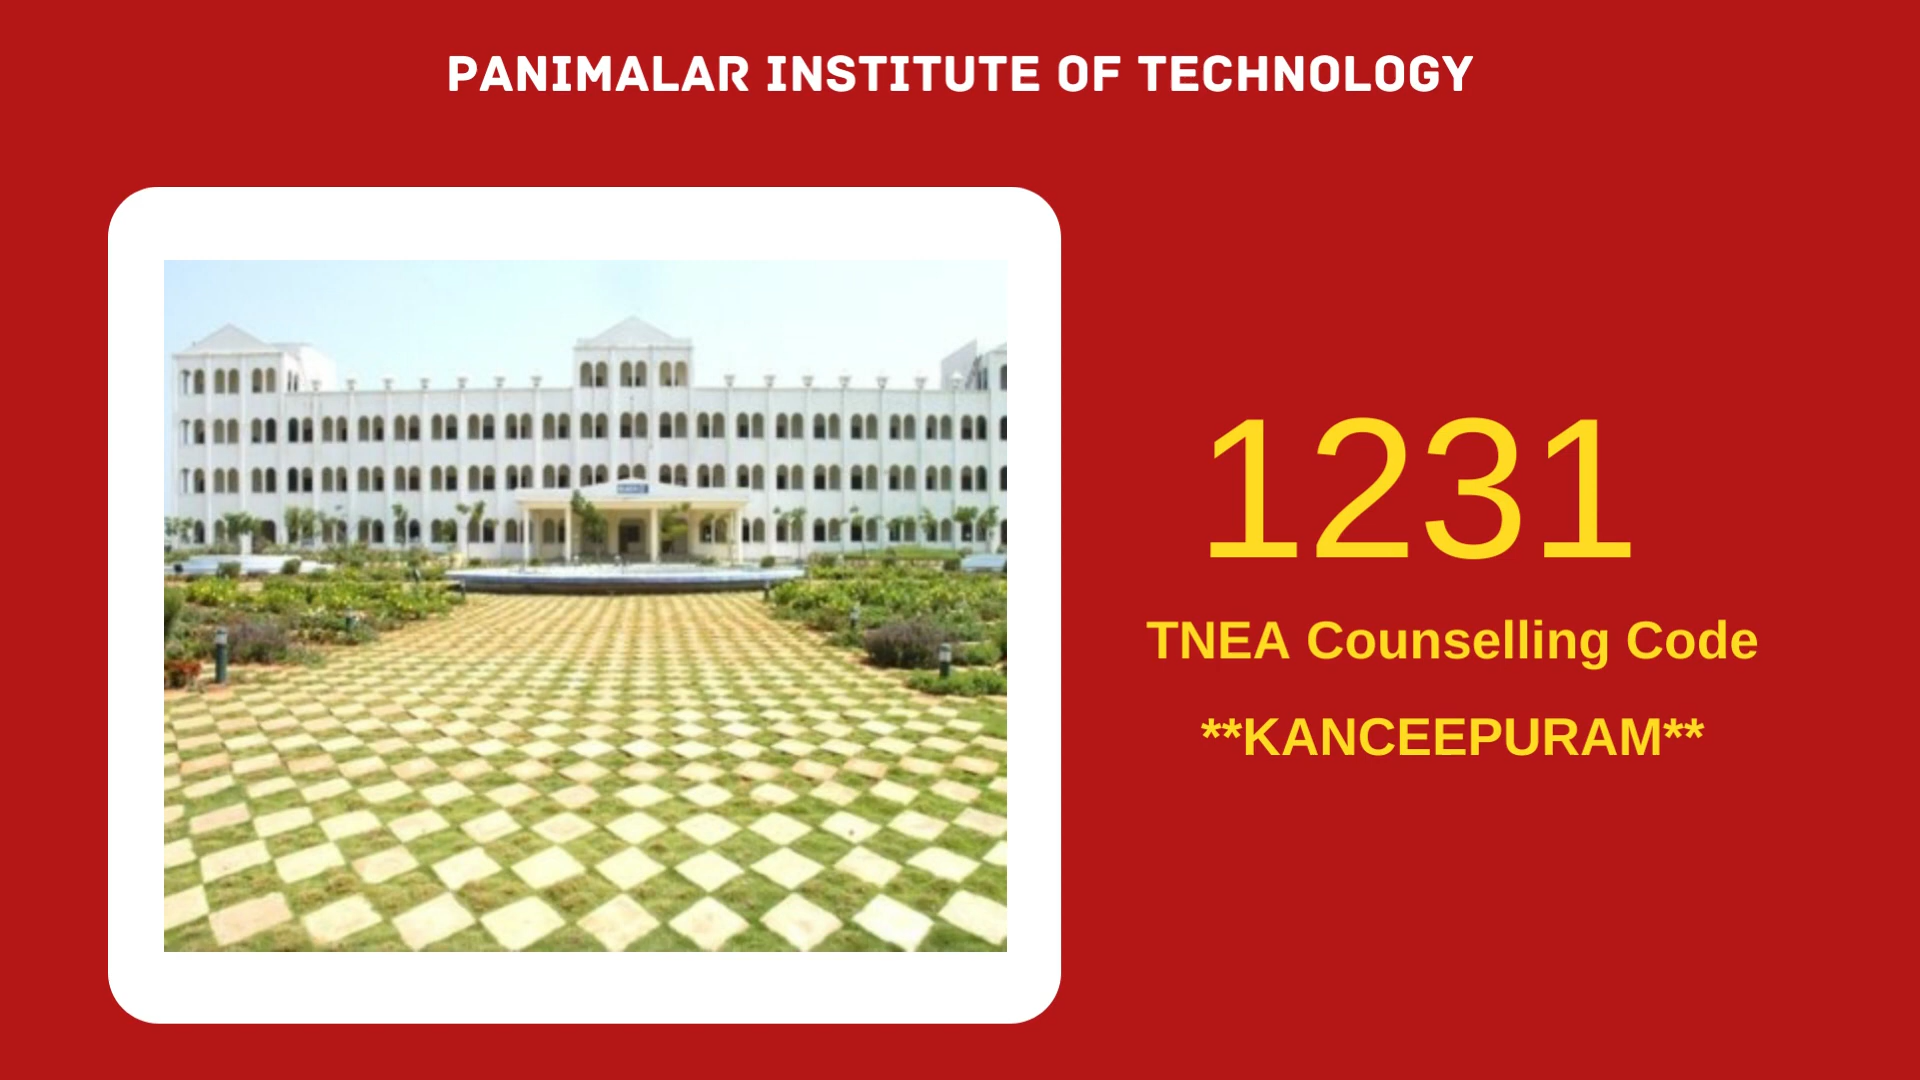 PANIMALAR INSTITUTE OF TECHNOLOGY
1231
TNEA Counselling Code
**KANCEEPURAM**